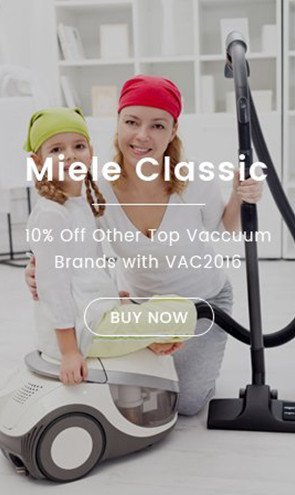 Miele Classic
10% Off Other Top Vaccuum
Brands with VAC2016
BUY NOW